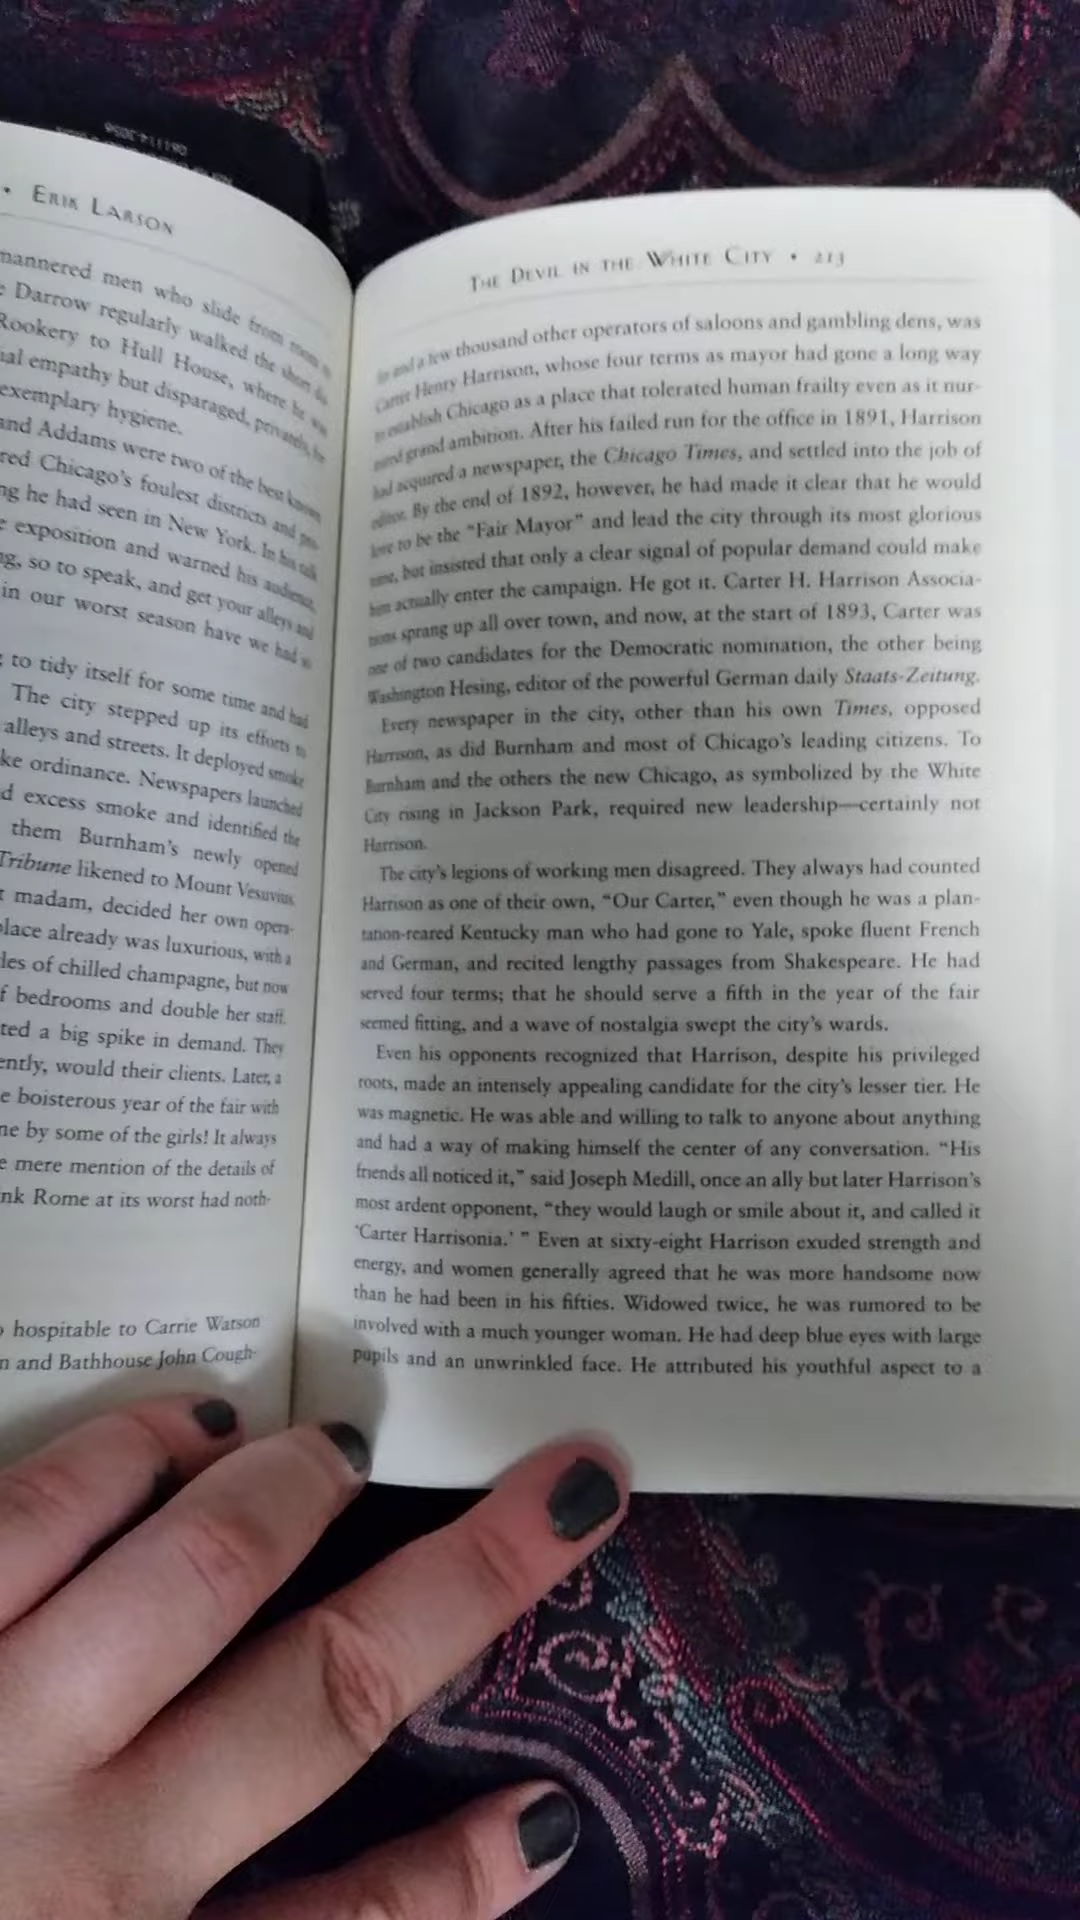 • ERIK LARSON
mannered men who slide from room
Darrow regularly walked the short
Rookery to Hull House, where he was
ial empathy but disparaged, privately, her
exemplary hygiene.
and Addams were two of the best known
red Chicago's foulest districts and
ng he had seen in New York. In his talk
exposition and warned his audience,
ng, so to speak, and get your alleys and
in our worst season have we had so
to tidy itself for some time and had
The city stepped up its efforts to
alleys and streets. It deployed smoke
ke ordinance. Newspapers launched
d excess smoke and identified the
them Burnham's newly opened
Tribune likened to Mount Vesuvius.
madam, decided her own opera-
place already was luxurious, with a
les of chilled champagne, but now
f bedrooms and double her staff.
ted a big spike in demand. They
ently, would their clients. Later, a
e boisterous year of the fair with
ne by some of the girls! It always
e mere mention of the details of
nk Rome at its worst had noth-
hospitable to Carrie Watson
n and Bathhouse John Cough-
THE DEVIL IN THE WHITE CITY • 213
lin and a few thousand other operators of saloons and gambling dens, was
Carter Henry Harrison, whose four terms as mayor had gone a long way
to establish Chicago as a place that tolerated human frailty even as it nur-
tured grand ambition. After his failed run for the office in 1891, Harrison
had acquired a newspaper, the Chicago Times, and settled into the job of
editor. By the end of 1892, however, he had made it clear that he would
love to be the "Fair Mayor" and lead the city through its most glorious
time, but insisted that only a clear signal of popular demand could make
him actually enter the campaign. He got it. Carter H. Harrison Associa-
tions sprang up all over town, and now, at the start of 1893, Carter was
one of two candidates for the Democratic nomination, the other being
Washington Hesing, editor of the powerful German daily Staats-Zeitung.
Every newspaper in the city, other than his own Times, opposed
Harrison, as did Burnham and most of Chicago's leading citizens. To
Burnham and the others the new Chicago, as symbolized by the White
City rising in Jackson Park, required new leadership—certainly not
Harrison.
The city's legions of working men disagreed. They always had counted
Harrison as one of their own, "Our Carter," even though he was a plan-
tation-reared Kentucky man who had gone to Yale, spoke fluent French
and German, and recited lengthy passages from Shakespeare. He had
served four terms; that he should serve a fifth in the year of the fair
seemed fitting, and a wave of nostalgia swept the city's wards.
Even his opponents recognized that Harrison, despite his privileged
roots, made an intensely appealing candidate for the city's lesser tier. He
was magnetic. He was able and willing to talk to anyone about anything
and had a way of making himself the center of any conversation. "His
friends all noticed it," said Joseph Medill, once an ally but later Harrison's
most ardent opponent, "they would laugh or smile about it, and called it
'Carter Harrisonia.' " Even at sixty-eight Harrison exuded strength and
energy, and women generally agreed that he was more handsome now
than he had been in his fifties. Widowed twice, he was rumored to be
involved with a much younger woman. He had deep blue eyes with large
pupils and an unwrinkled face. He attributed his youthful aspect to a